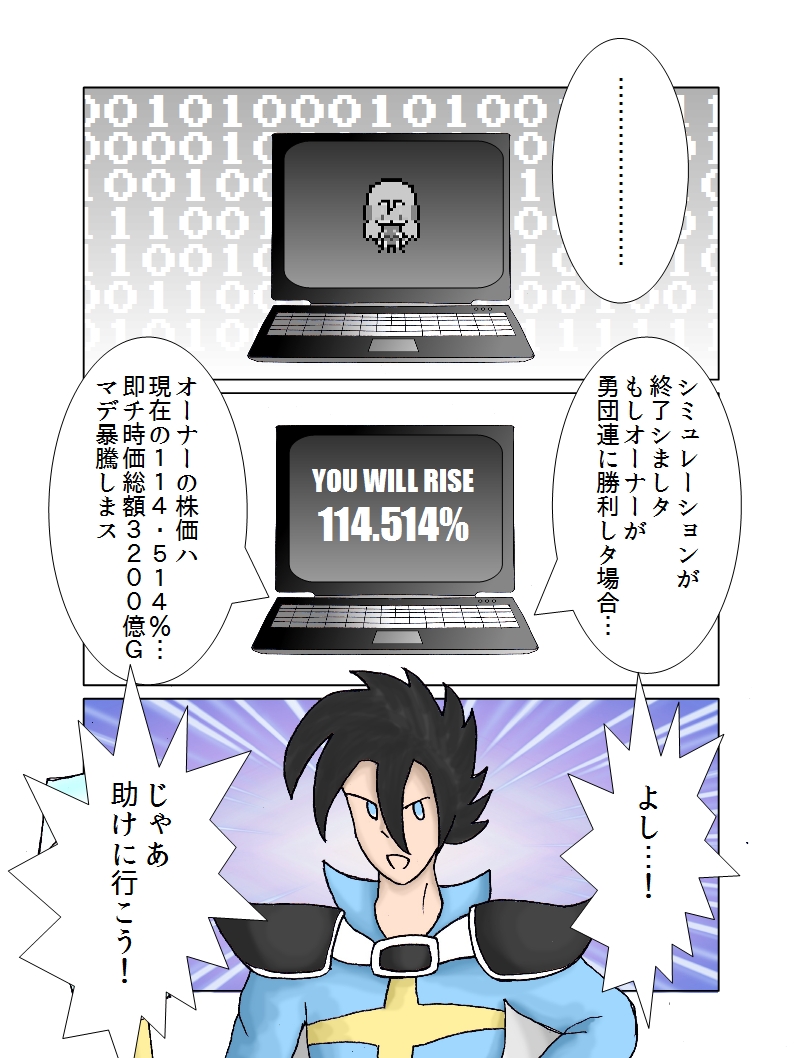 ………………………
シミュレーションが
終了シましタ
もしオーナーが
勇団連に勝利しタ場合…
YOU WILL RISE
114.514%
オーナーの株価ハ
現在の１１４・５１４％…
即チ時価総額３２００億G
マデ暴騰しまス
よし…！
じゃあ
助けに行こう！